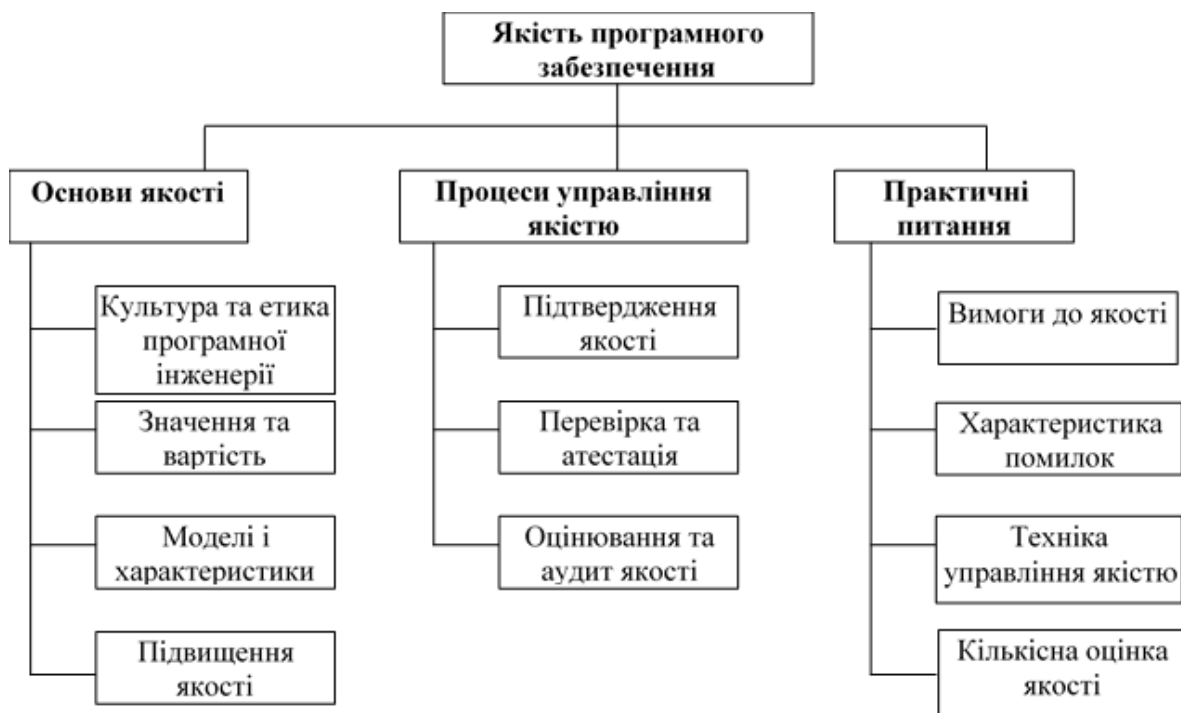 Якість програмного
забезпечення
Основи якості
Процеси управління
якістю
Практичні
питання
Культура та етика
програмної
інженерії
Значення та
вартість
Моделі і
характеристики
Підвищення
якості
Підтвердження
якості
Перевірка та
атестація
Оцінювання та
аудит якості
Вимоги до якості
Характеристика
помилок
Техніка
управління якістю
Кількісна оцінка
якості